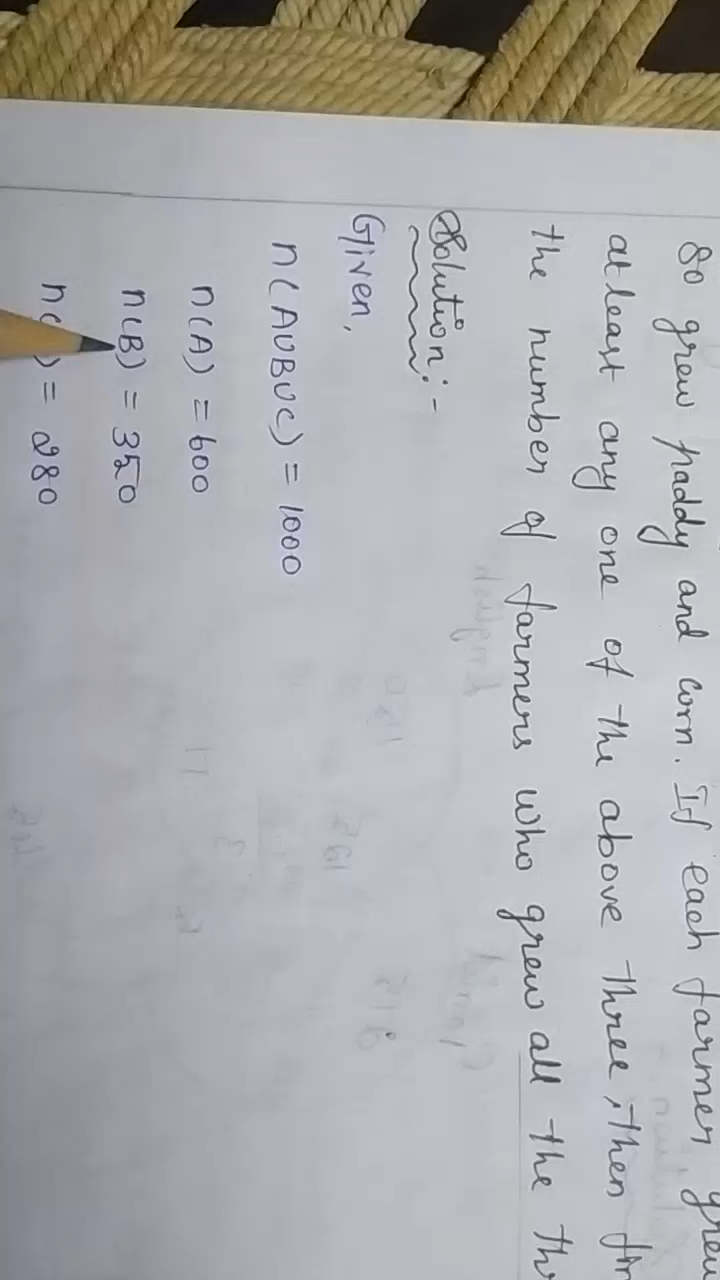 80 grew paddy and corn. If each farmer grew
atleast any one of the above three, then
the number of farmers who grew all the
Solution:-
Given,
n(AUBUC) = 1000
n(A) = 600
n(B) = 350
n( ) = 280